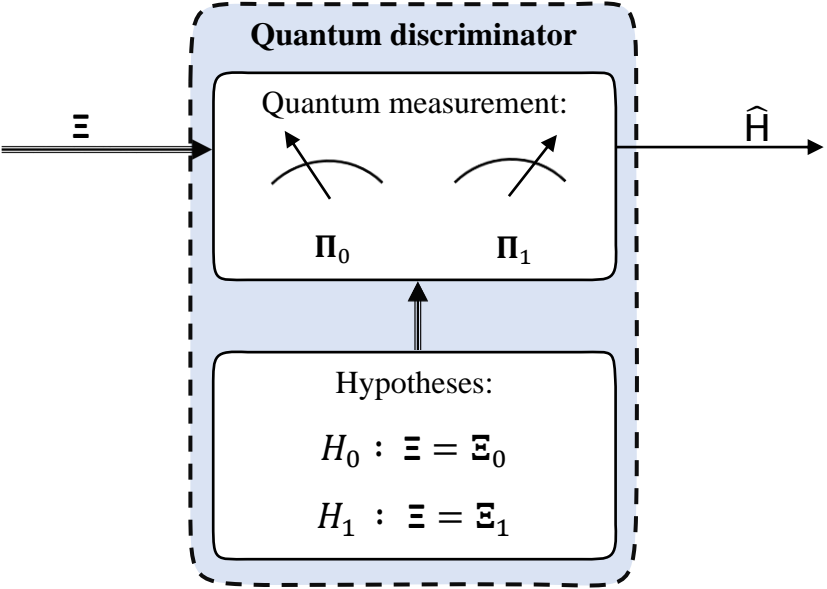 Quantum discriminator
Quantum measurement:
𝚵
Ĥ
𝚷₀ 𝚷₁
Hypotheses:
𝐻₀ : 𝚵 = 𝚵₀
𝐻₁ : 𝚵 = 𝚵₁